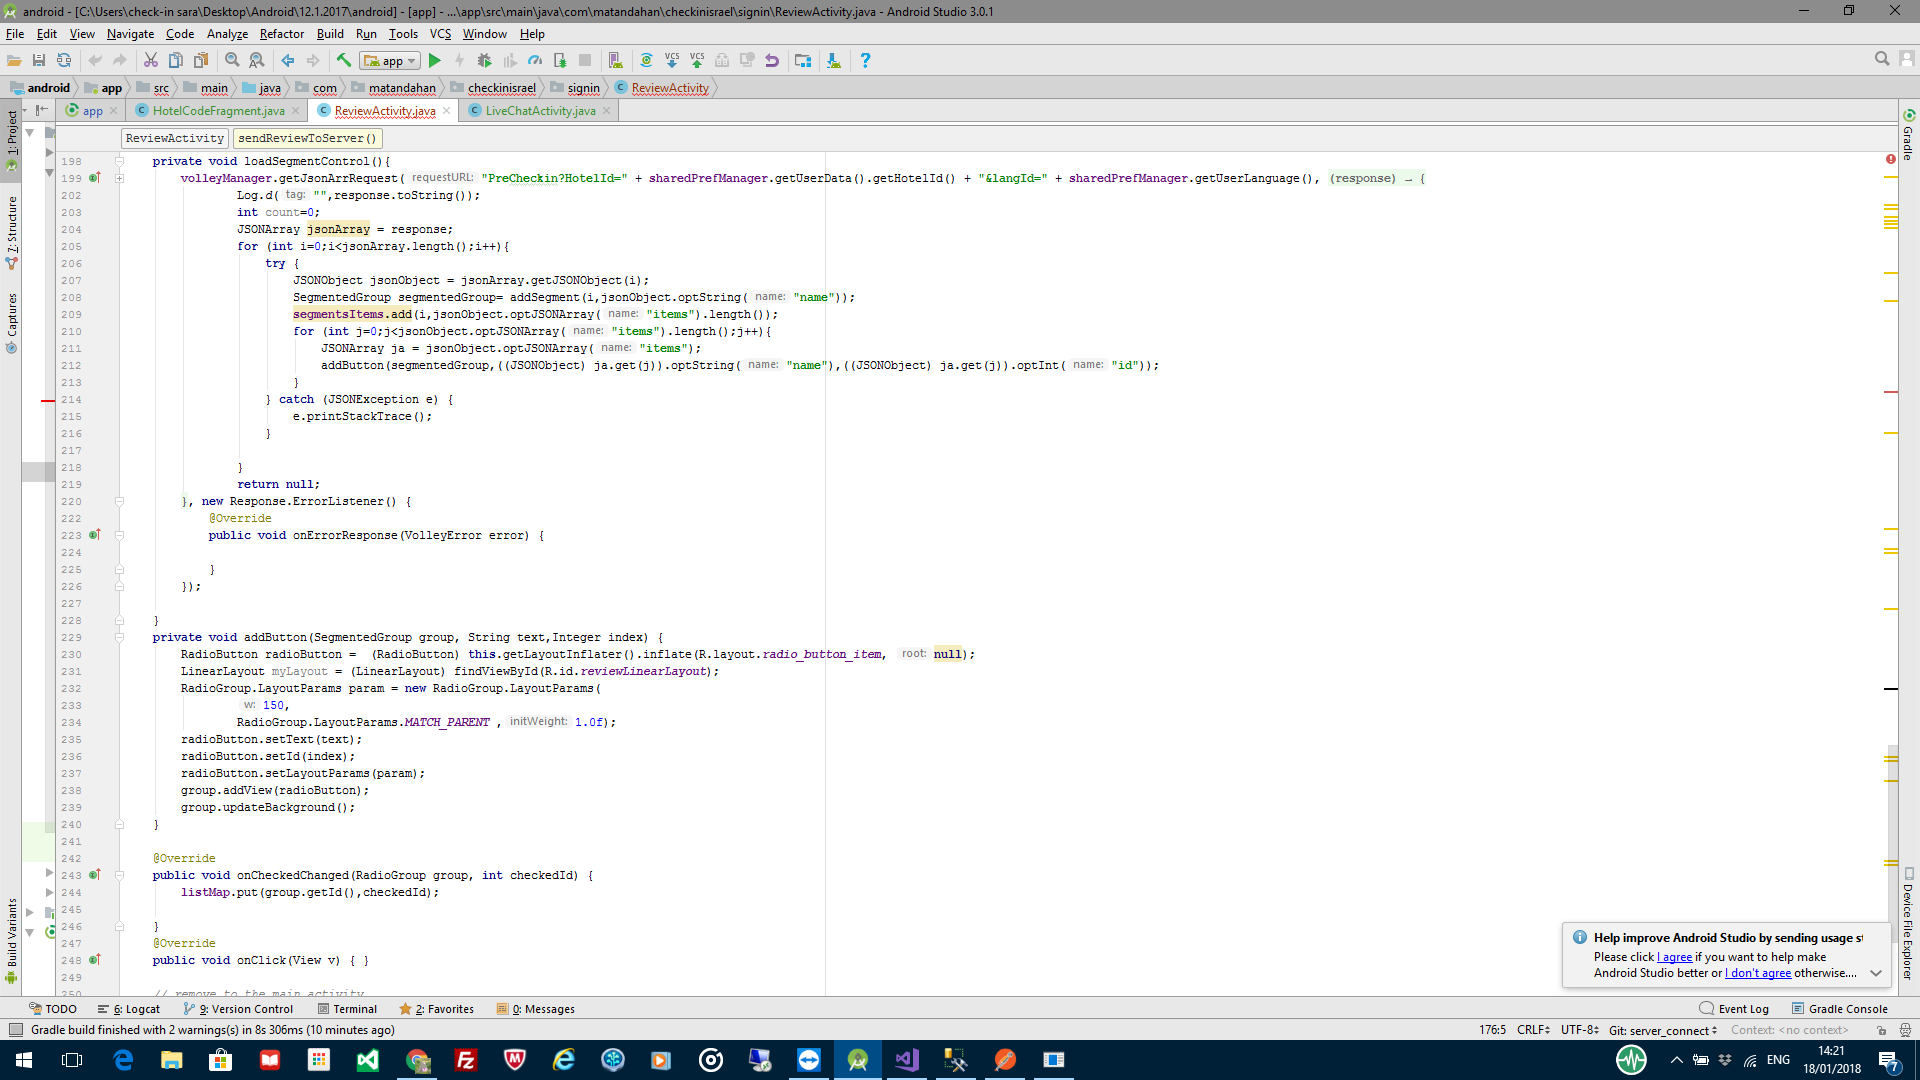 android - [C:\Users\check-in sara\Desktop\Android\12.1.2017\android] - [app] - ...\app\src\main\java\com\matandahan\checkinisrael\signin\ReviewActivity.java - Android Studio 3.0.1
File Edit View Navigate Code Analyze Refactor Build Run Tools VCS Window Help
app
android app src main java com matandahan checkinisrael signin ReviewActivity
app HotelCodeFragment.java ReviewActivity.java LiveChatActivity.java
ReviewActivity sendReviewToServer()
1: Project
7: Structure
Captures
Build Variants
Gradle
Device File Explorer
198 private void loadSegmentControl(){
199 volleyManager.getJsonArrRequest( requestURL: "PreCheckin?HotelId=" + sharedPrefManager.getUserData().getHotelId() + "&langId=" + sharedPrefManager.getUserLanguage(), (response) → {
202 Log.d( tag: "",response.toString());
203 int count=0;
204 JSONArray jsonArray = response;
205 for (int i=0;i<jsonArray.length();i++){
206 try {
207 JSONObject jsonObject = jsonArray.getJSONObject(i);
208 SegmentedGroup segmentedGroup= addSegment(i,jsonObject.optString( name: "name"));
209 segmentsItems.add(i,jsonObject.optJSONArray( name: "items").length());
210 for (int j=0;j<jsonObject.optJSONArray( name: "items").length();j++){
211 JSONArray ja = jsonObject.optJSONArray( name: "items");
212 addButton(segmentedGroup,((JSONObject) ja.get(j)).optString( name: "name"),((JSONObject) ja.get(j)).optInt( name: "id"));
213 }
214 } catch (JSONException e) {
215 e.printStackTrace();
216 }
217
218 }
219 return null;
220 }, new Response.ErrorListener() {
222 @Override
223 public void onErrorResponse(VolleyError error) {
224
225 }
226 });
227
228 }
229 private void addButton(SegmentedGroup group, String text,Integer index) {
230 RadioButton radioButton = (RadioButton) this.getLayoutInflater().inflate(R.layout.radio_button_item, root: null);
231 LinearLayout myLayout = (LinearLayout) findViewById(R.id.reviewLinearLayout);
232 RadioGroup.LayoutParams param = new RadioGroup.LayoutParams(
233 w: 150,
234 RadioGroup.LayoutParams.MATCH_PARENT , initWeight: 1.0f);
235 radioButton.setText(text);
236 radioButton.setId(index);
237 radioButton.setLayoutParams(param);
238 group.addView(radioButton);
239 group.updateBackground();
240 }
241
242 @Override
243 public void onCheckedChanged(RadioGroup group, int checkedId) {
244 listMap.put(group.getId(),checkedId);
245
246 }
247 @Override
248 public void onClick(View v) { }
249
250 // remove to the main activity
Help improve Android Studio by sending usage st
Please click I agree if you want to help make
Android Studio better or I don't agree otherwise....
TODO 6: Logcat 9: Version Control Terminal 2: Favorites 0: Messages Event Log Gradle Console
Gradle build finished with 2 warnings(s) in 8s 306ms (10 minutes ago) 176:5 CRLF UTF-8 Git: server_connect Context: <no context>
ENG 14:21
18/01/2018
7